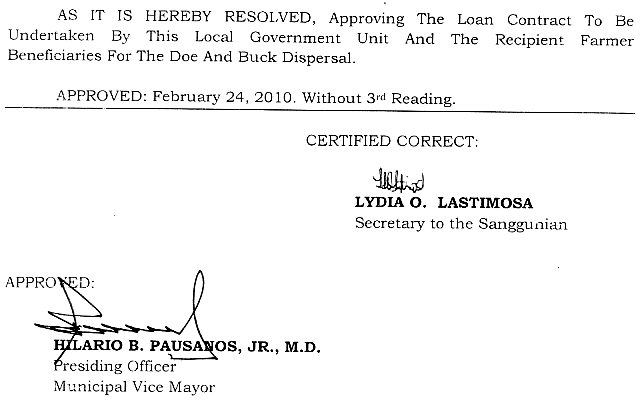 AS IT IS HEREBY RESOLVED, Approving The Loan Contract To Be
Undertaken By This Local Government Unit And The Recipient Farmer
Beneficiaries For The Doe And Buck Dispersal.
APPROVED: February 24, 2010. Without 3rd Reading.
CERTIFIED CORRECT:
LYDIA O. LASTIMOSA
Secretary to the Sanggunian
APPROVED:
HILARIO B. PAUSANOS, JR., M.D.
Presiding Officer
Municipal Vice Mayor